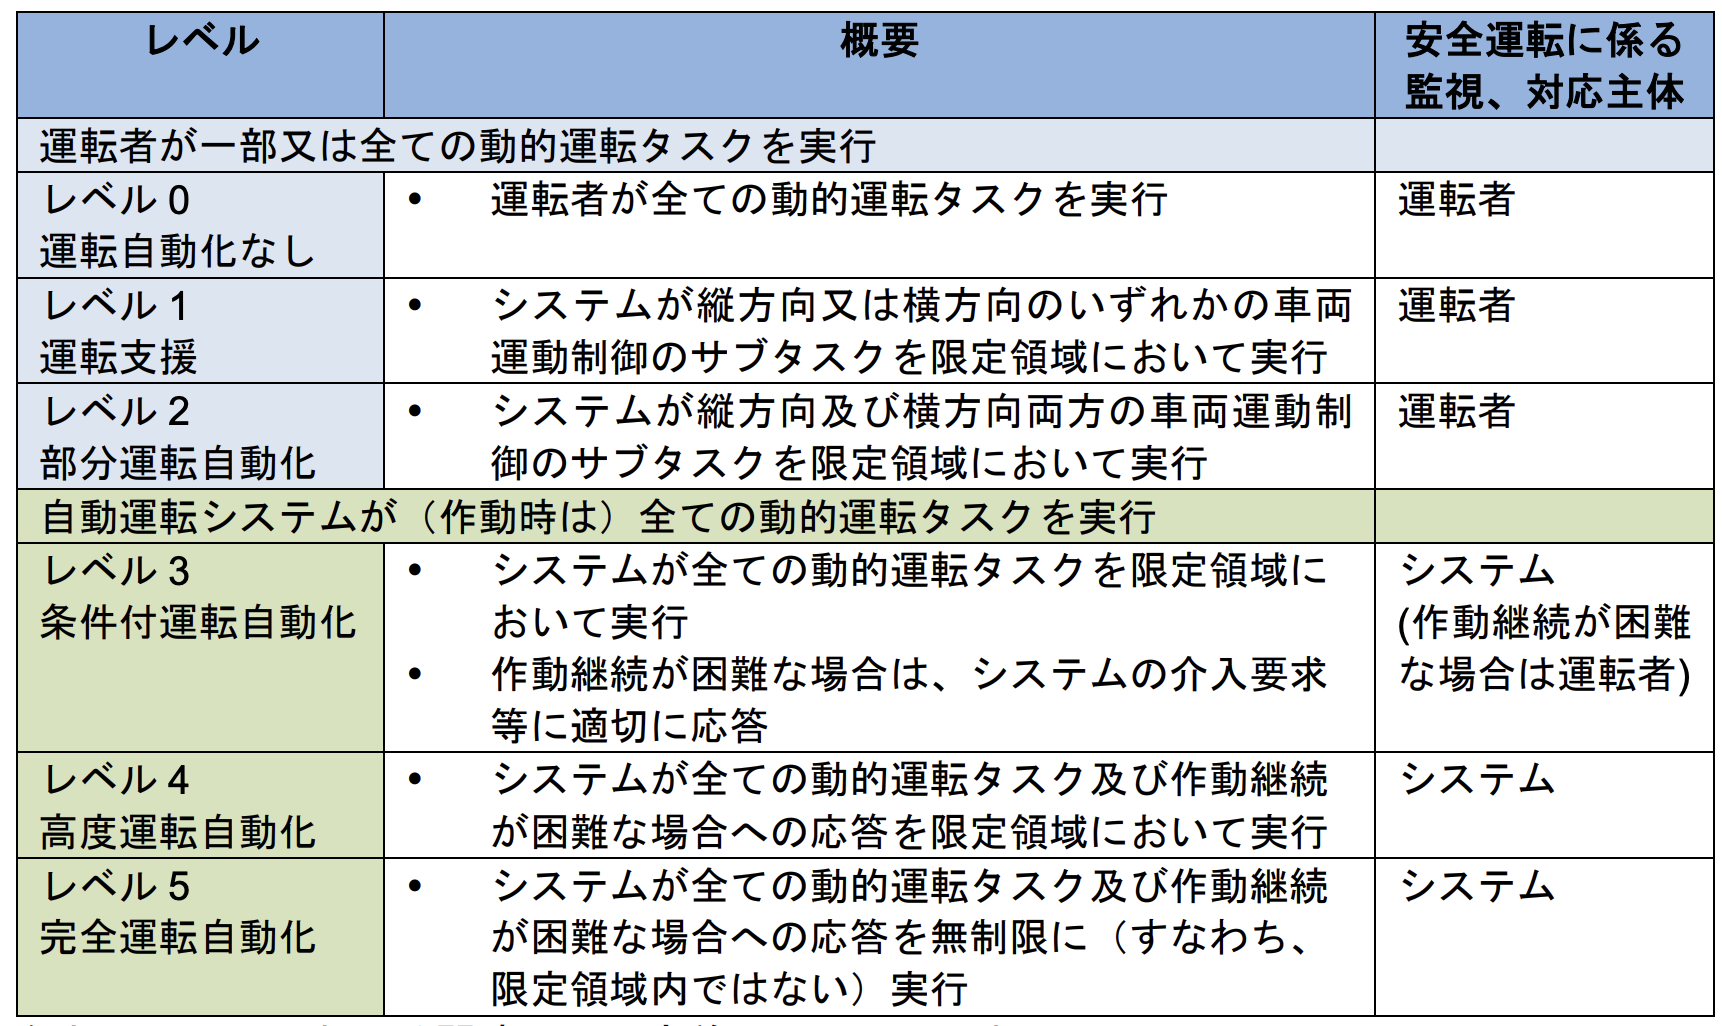 レベル
概要
安全運転に係る
監視、対応主体
運転者が一部又は全ての動的運転タスクを実行
レベル 0
運転自動化なし
• 運転者が全ての動的運転タスクを実行
運転者
レベル 1
運転支援
• システムが縦方向又は横方向のいずれかの車両
運動制御のサブタスクを限定領域において実行
運転者
レベル 2
部分運転自動化
• システムが縦方向及び横方向両方の車両運動制
御のサブタスクを限定領域において実行
運転者
自動運転システムが（作動時は）全ての動的運転タスクを実行
レベル 3
条件付運転自動化
• システムが全ての動的運転タスクを限定領域に
おいて実行
• 作動継続が困難な場合は、システムの介入要求
等に適切に応答
システム
(作動継続が困難
な場合は運転者)
レベル 4
高度運転自動化
• システムが全ての動的運転タスク及び作動継続
が困難な場合への応答を限定領域において実行
システム
レベル 5
完全運転自動化
• システムが全ての動的運転タスク及び作動継続
が困難な場合への応答を無制限に（すなわち、
限定領域内ではない）実行
システム